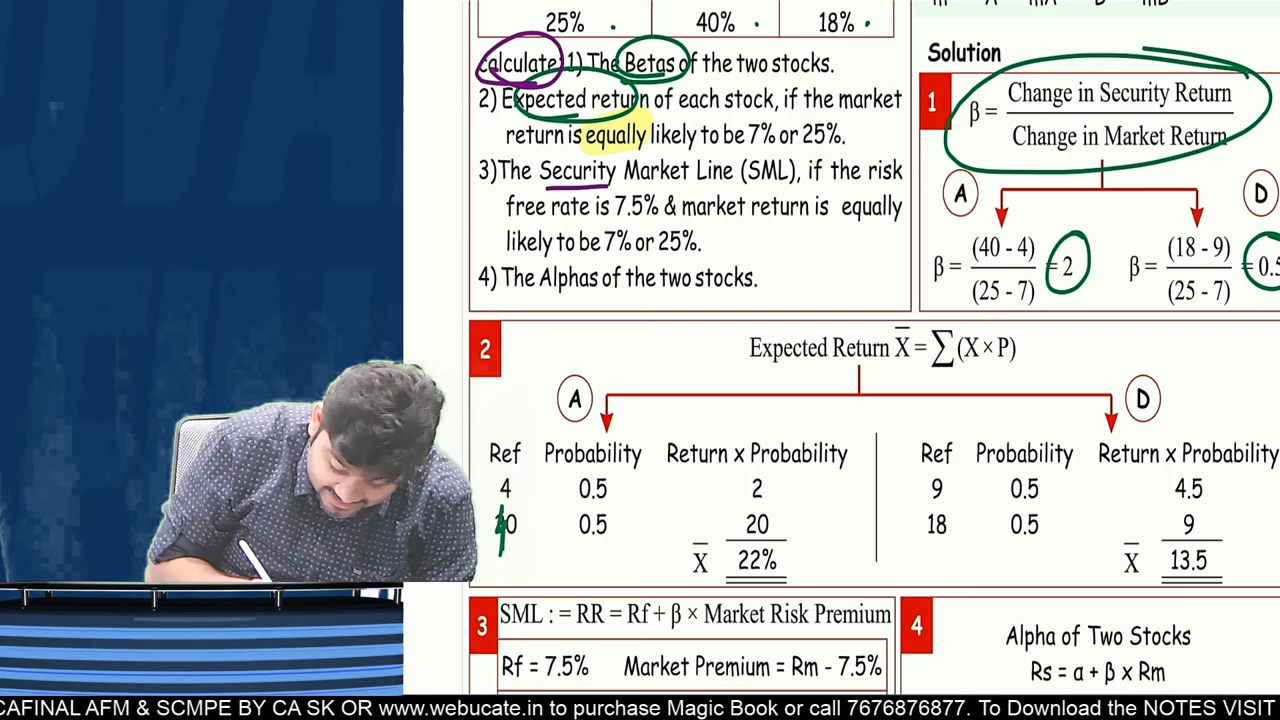 25% 40% 18%
calculate 1) The Betas of the two stocks.
2) Expected return of each stock, if the market
return is equally likely to be 7% or 25%.
3)The Security Market Line (SML), if the risk
free rate is 7.5% & market return is equally
likely to be 7% or 25%.
4) The Alphas of the two stocks.
Solution
1
β = Change in Security Return
Change in Market Return
A D
β = (40 - 4) / (25 - 7) = 2
β = (18 - 9) / (25 - 7) = 0.5
2
Expected Return X̄ = ∑(X × P)
A D
Ref Probability Return x Probability
4 0.5 2
40 0.5 20
X̄ 22%
Ref Probability Return x Probability
9 0.5 4.5
18 0.5 9
X̄ 13.5
3
SML : = RR = Rf + β × Market Risk Premium
Rf = 7.5% Market Premium = Rm - 7.5%
4
Alpha of Two Stocks
Rs = α + β x Rm
CAFINAL AFM & SCMPE BY CA SK OR www.webucate.in to purchase Magic Book or call 7676876877. To Download the NOTES VISIT